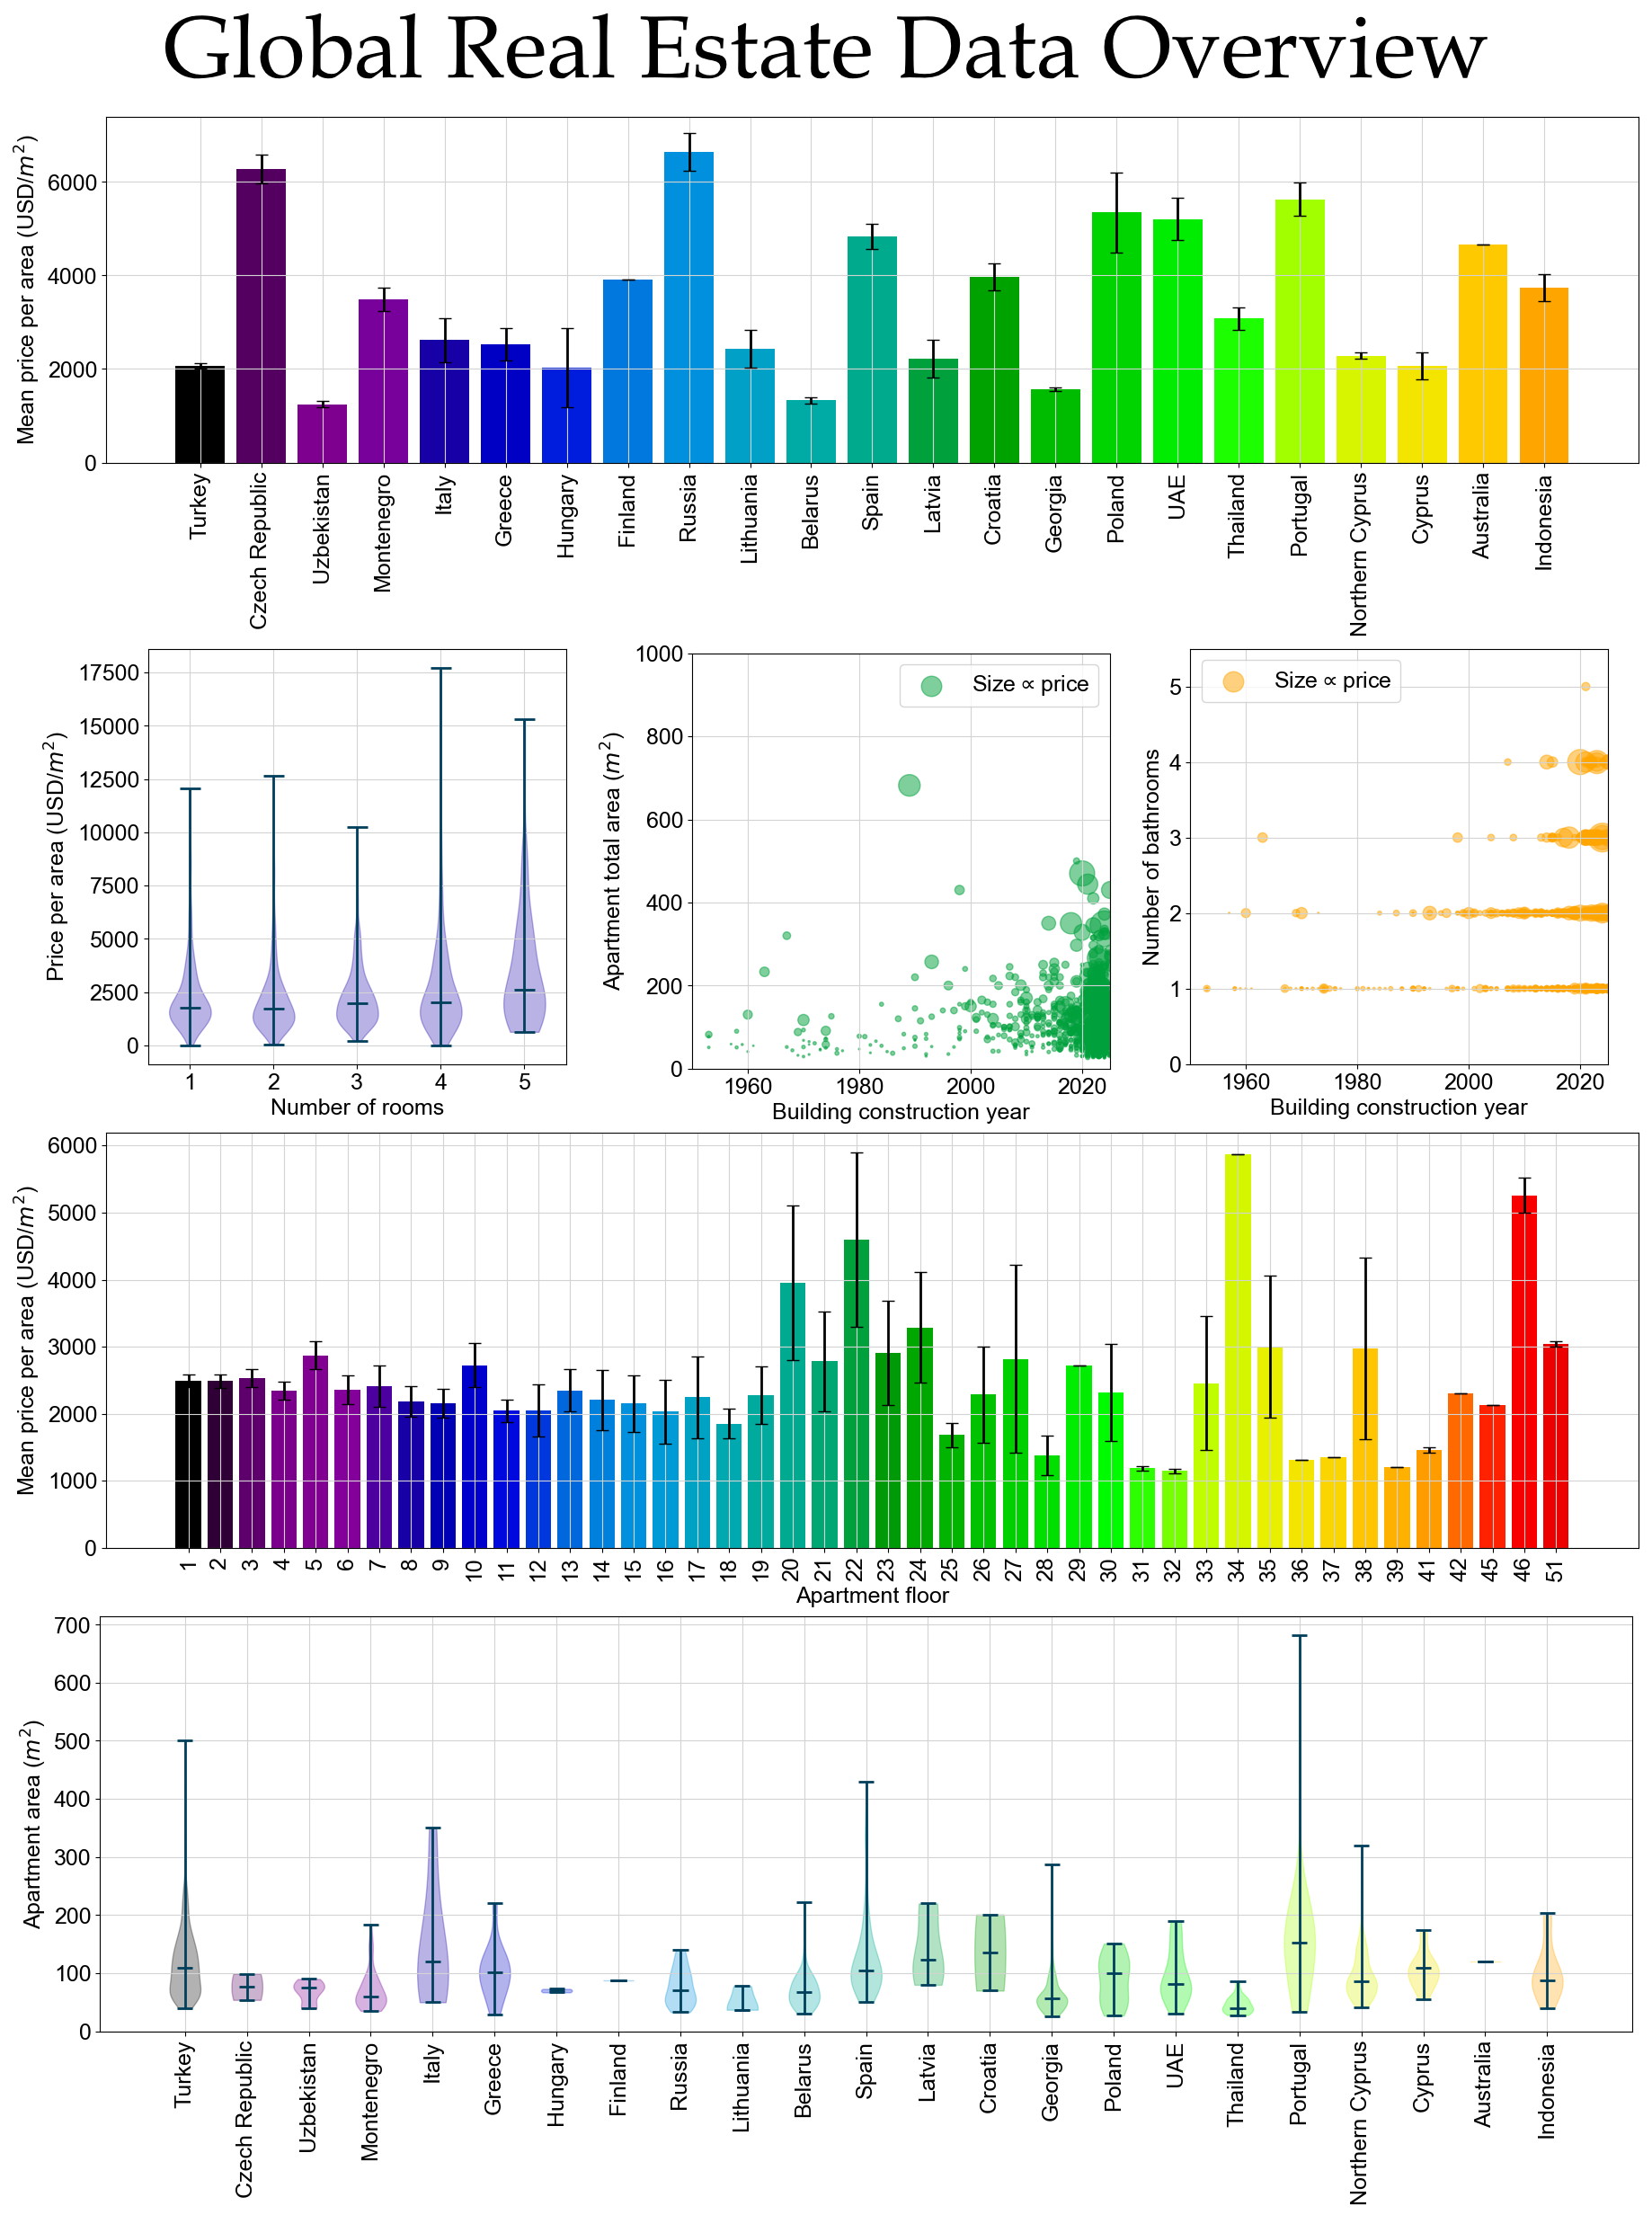 Global Real Estate Data Overview
Mean price per area (USD/m²)
6000
4000
2000
0
Turkey
Czech Republic
Uzbekistan
Montenegro
Italy
Greece
Hungary
Finland
Russia
Lithuania
Belarus
Spain
Latvia
Croatia
Georgia
Poland
UAE
Thailand
Portugal
Northern Cyprus
Cyprus
Australia
Indonesia
Price per area (USD/m²)
17500
15000
12500
10000
7500
5000
2500
0
1 2 3 4 5
Number of rooms
Apartment total area (m²)
1000
800
600
400
200
0
Size ∝ price
1960 1980 2000 2020
Building construction year
Number of bathrooms
5
4
3
2
1
0
Size ∝ price
1960 1980 2000 2020
Building construction year
Mean price per area (USD/m²)
6000
5000
4000
3000
2000
1000
0
1 2 3 4 5 6 7 8 9 10 11 12 13 14 15 16 17 18 19 20 21 22 23 24 25 26 27 28 29 30 31 32 33 34 35 36 37 38 39 41 42 45 46 51
Apartment floor
Apartment area (m²)
700
600
500
400
300
200
100
0
Turkey
Czech Republic
Uzbekistan
Montenegro
Italy
Greece
Hungary
Finland
Russia
Lithuania
Belarus
Spain
Latvia
Croatia
Georgia
Poland
UAE
Thailand
Portugal
Northern Cyprus
Cyprus
Australia
Indonesia